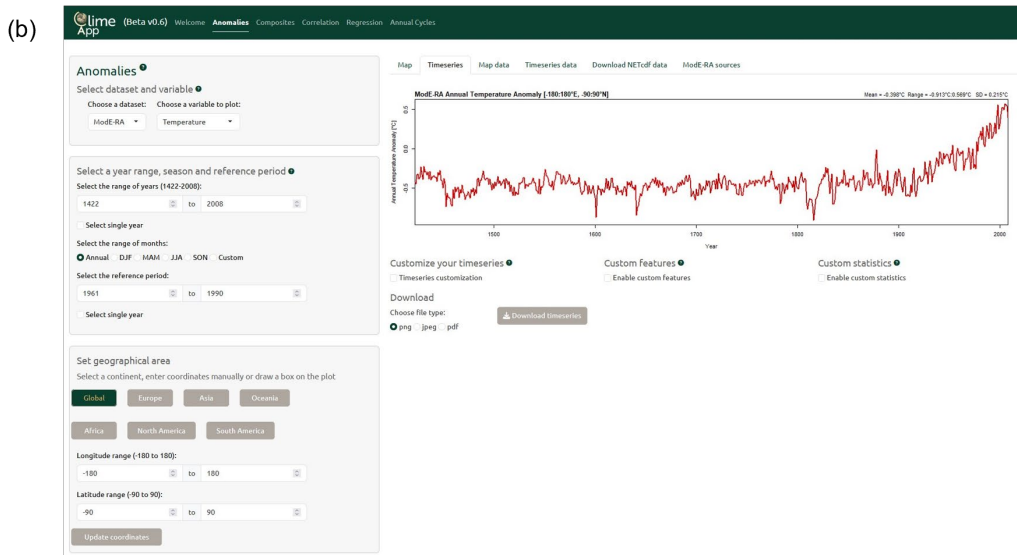 (b)
Clime App (Beta v0.6) Welcome Anomalies Composites Correlation Regression Annual Cycles
Anomalies
Select dataset and variable
Choose a dataset: Choose a variable to plot:
ModE-RA Temperature
Select a year range, season and reference period
Select the range of years (1422-2008):
1422 to 2008
Select single year
Select the range of months:
Annual DJF MAM JJA SON Custom
Select the reference period:
1961 to 1990
Select single year
Set geographical area
Select a continent, enter coordinates manually or draw a box on the plot
Global Europe Asia Oceania
Africa North America South America
Longitude range (-180 to 180):
-180 to 180
Latitude range (-90 to 90):
-90 to 90
Update coordinates
Map Timeseries Map data Timeseries data Download NETcdf data ModE-RA sources
ModE-RA Annual Temperature Anomaly [-180:180°E, -90:90°N] Mean = -0.398°C Range = -0.913°C:0.569°C SD = 0.215°C
Annual Temperature Anomaly [°C]
0.5
0.0
-0.5
1500 1600 1700 1800 1900 2000
Year
Customize your timeseries Custom features Custom statistics
Timeseries customization Enable custom features Enable custom statistics
Download
Choose file type:
png jpeg pdf
Download timeseries